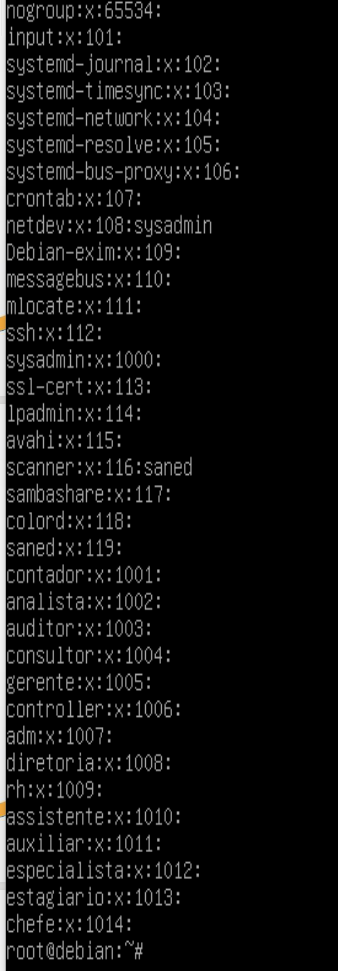 nogroup:x:65534:
input:x:101:
systemd-journal:x:102:
systemd-timesync:x:103:
systemd-network:x:104:
systemd-resolve:x:105:
systemd-bus-proxy:x:106:
crontab:x:107:
netdev:x:108:sysadmin
Debian-exim:x:109:
messagebus:x:110:
mlocate:x:111:
ssh:x:112:
sysadmin:x:1000:
ssl-cert:x:113:
lpadmin:x:114:
avahi:x:115:
scanner:x:116:saned
sambashare:x:117:
colord:x:118:
saned:x:119:
contador:x:1001:
analista:x:1002:
auditor:x:1003:
consultor:x:1004:
gerente:x:1005:
controller:x:1006:
adm:x:1007:
diretoria:x:1008:
rh:x:1009:
assistente:x:1010:
auxiliar:x:1011:
especialista:x:1012:
estagiario:x:1013:
chefe:x:1014:
root@debian:~#